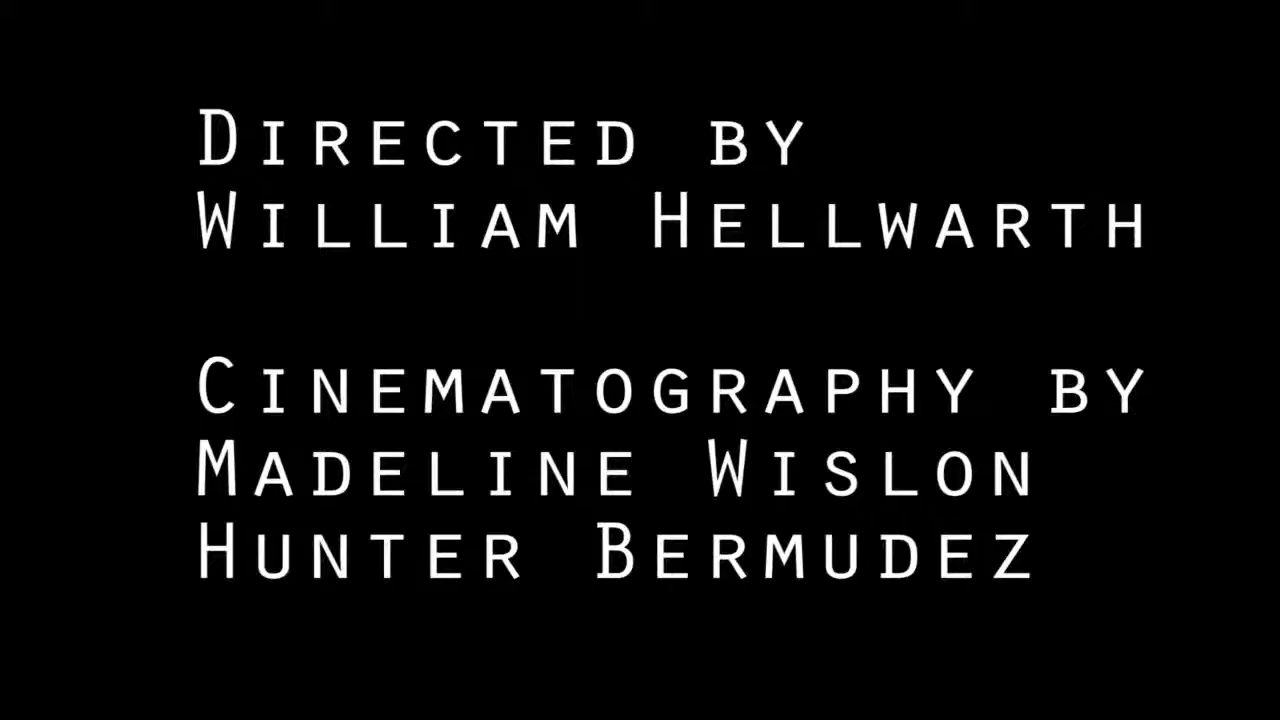 Directed by
William Hellwarth
Cinematography by
Madeline Wislon
Hunter Bermudez